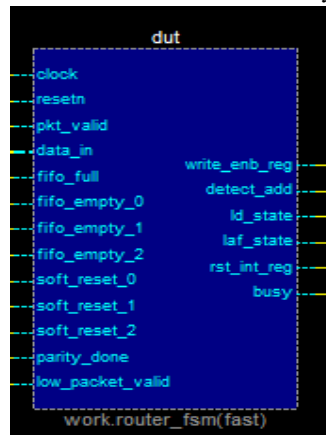 dut
clock
resetn
pkt_valid
data_in
fifo_full
fifo_empty_0
fifo_empty_1
fifo_empty_2
soft_reset_0
soft_reset_1
soft_reset_2
parity_done
low_packet_valid
write_enb_reg
detect_add
ld_state
laf_state
rst_int_reg
busy
work.router_fsm(fast)